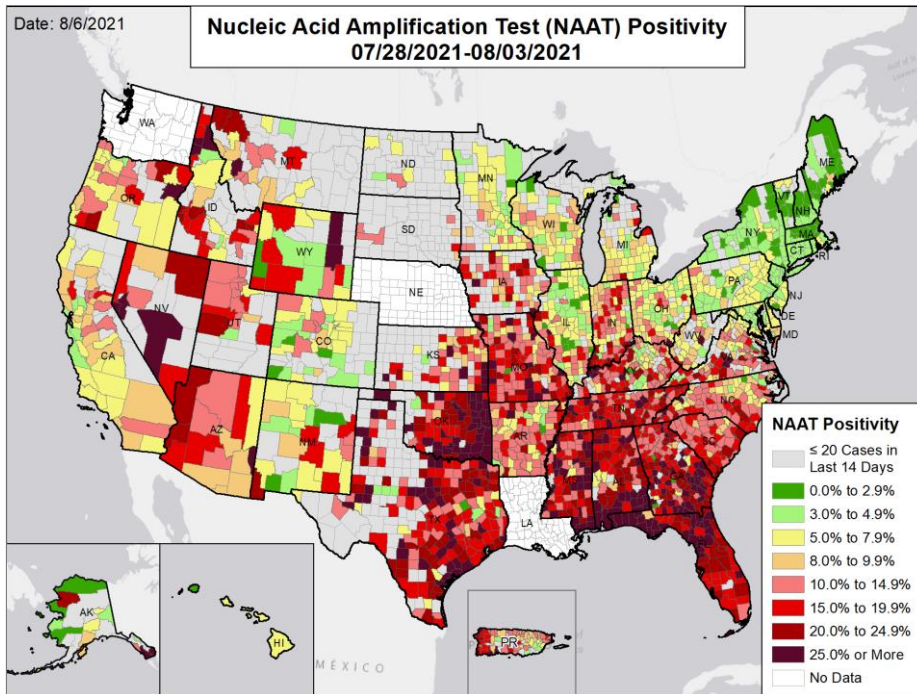 Date: 8/6/2021
Nucleic Acid Amplification Test (NAAT) Positivity
07/28/2021-08/03/2021
WA
MT
ND
MN
ME
OR
ID
SD
WI
VT
NH
WY
MI
NY
MA
CT
RI
IA
PA
NE
NJ
NV
OH
DE
UT
IL
IN
MD
CO
WV
CA
KS
MO
KY
VA
NC
TN
AZ
NM
OK
AR
SC
MS
AL
GA
TX
LA
FL
AK
HI
PR
MÉXICO
NAAT Positivity
≤ 20 Cases in
Last 14 Days
0.0% to 2.9%
3.0% to 4.9%
5.0% to 7.9%
8.0% to 9.9%
10.0% to 14.9%
15.0% to 19.9%
20.0% to 24.9%
25.0% or More
No Data